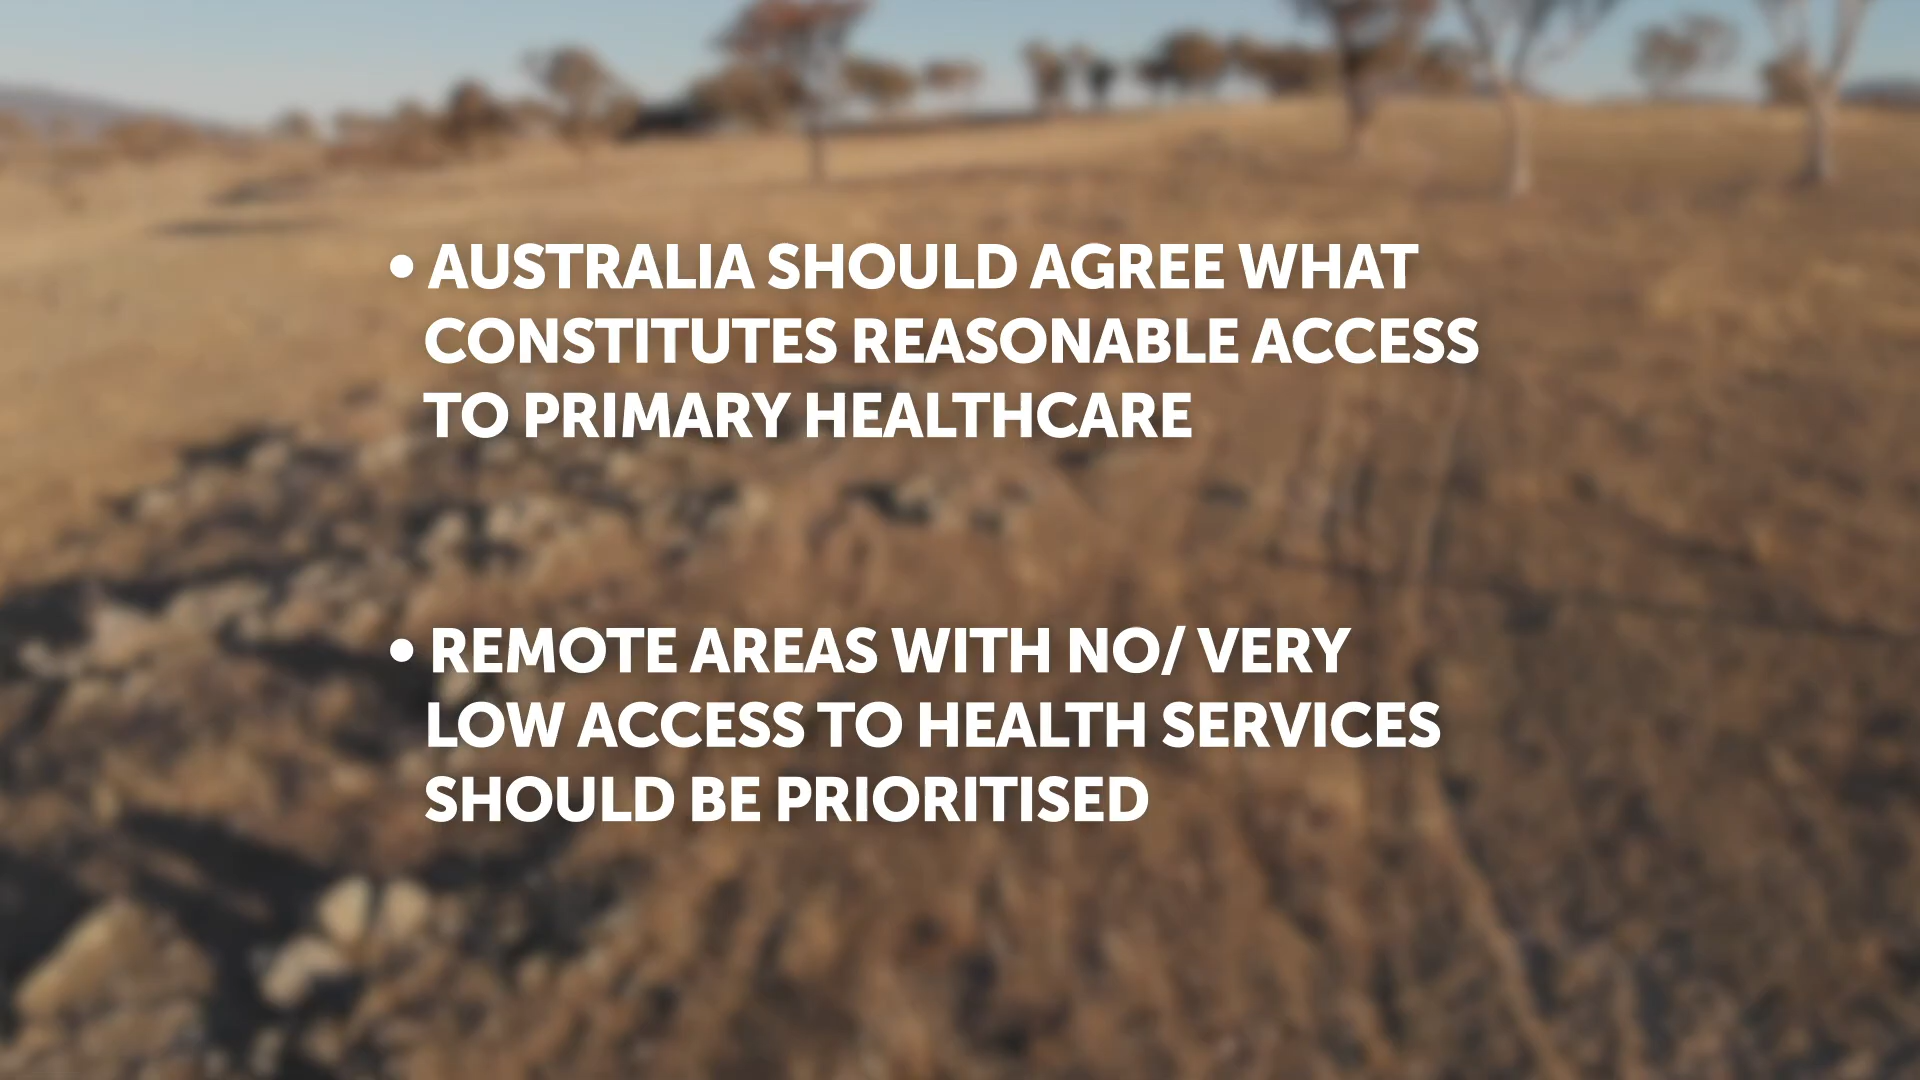 • AUSTRALIA SHOULD AGREE WHAT
CONSTITUTES REASONABLE ACCESS
TO PRIMARY HEALTHCARE
• REMOTE AREAS WITH NO/ VERY
LOW ACCESS TO HEALTH SERVICES
SHOULD BE PRIORITISED